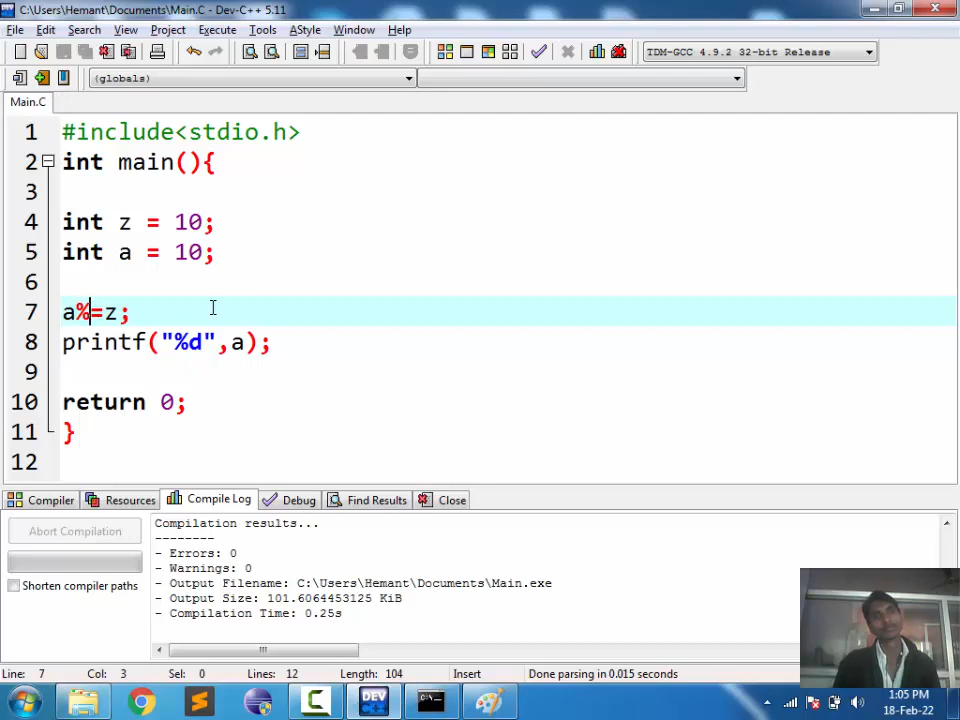 C:\Users\Hemant\Documents\Main.C - Dev-C++ 5.11
File Edit Search View Project Execute Tools AStyle Window Help
TDM-GCC 4.9.2 32-bit Release
(globals)
Main.C
1 #include<stdio.h>
2 int main(){
3
4 int z = 10;
5 int a = 10;
6
7 a%=z;
8 printf("%d",a);
9
10 return 0;
11 }
12
Compiler Resources Compile Log Debug Find Results Close
Abort Compilation
Shorten compiler paths
Compilation results...
--------
- Errors: 0
- Warnings: 0
- Output Filename: C:\Users\Hemant\Documents\Main.exe
- Output Size: 101.6064453125 KiB
- Compilation Time: 0.25s
Line: 7 Col: 3 Sel: 0 Lines: 12 Length: 104 Insert Done parsing in 0.015 seconds
DEV C++
1:05 PM
18-Feb-22